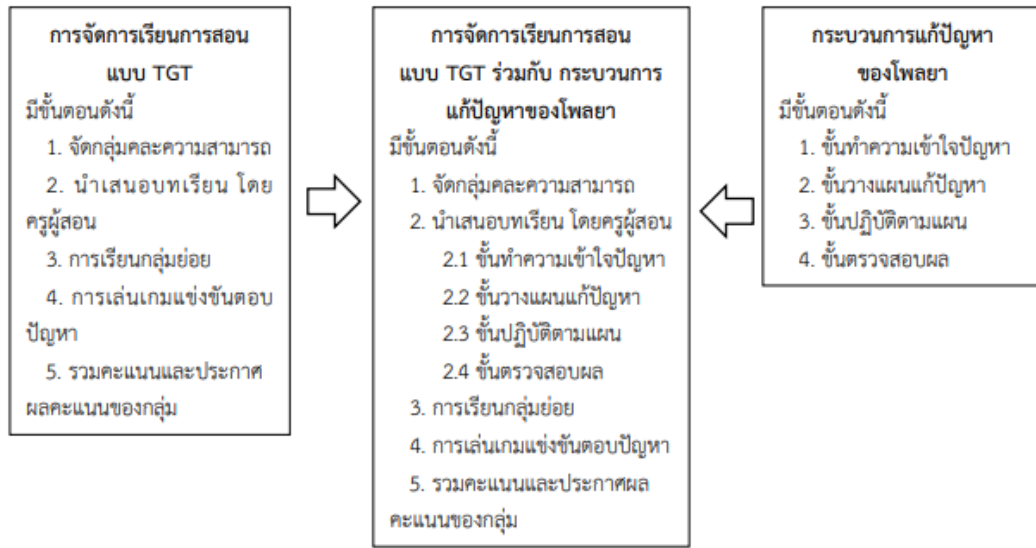 การจัดการเรียนการสอน
แบบ TGT
มีขั้นตอนดังนี้
1. จัดกลุ่มคละความสามารถ
2. นำเสนอบทเรียน โดย
ครูผู้สอน
3. การเรียนกลุ่มย่อย
4. การเล่นเกมแข่งขันตอบ
ปัญหา
5. รวมคะแนนและประกาศ
ผลคะแนนของกลุ่ม
การจัดการเรียนการสอน
แบบ TGT ร่วมกับ กระบวนการ
แก้ปัญหาของโพลยา
มีขั้นตอนดังนี้
1. จัดกลุ่มคละความสามารถ
2. นำเสนอบทเรียน โดยครูผู้สอน
2.1 ขั้นทำความเข้าใจปัญหา
2.2 ขั้นวางแผนแก้ปัญหา
2.3 ขั้นปฏิบัติตามแผน
2.4 ขั้นตรวจสอบผล
3. การเรียนกลุ่มย่อย
4. การเล่นเกมแข่งขันตอบปัญหา
5. รวมคะแนนและประกาศผล
คะแนนของกลุ่ม
กระบวนการแก้ปัญหา
ของโพลยา
มีขั้นตอนดังนี้
1. ขั้นทำความเข้าใจปัญหา
2. ขั้นวางแผนแก้ปัญหา
3. ขั้นปฏิบัติตามแผน
4. ขั้นตรวจสอบผล